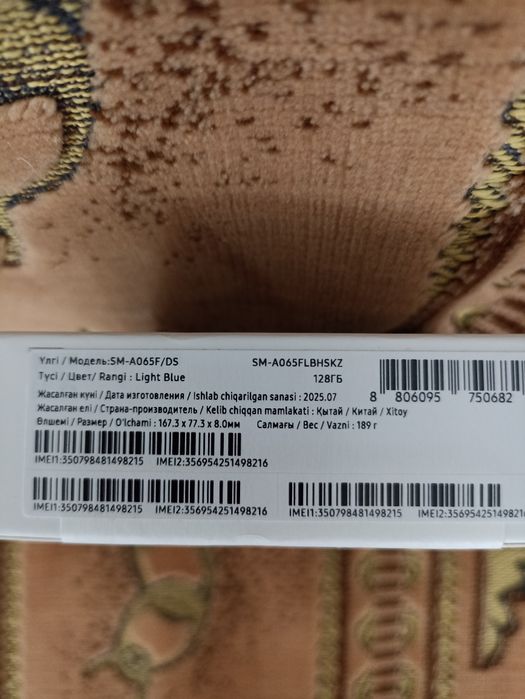 Үлгі / Модель:SM-A065F/DS SM-A065FLBHSKZ
Түсі / Цвет/ Rangi : Light Blue 128ГБ
Жасалған күні / Дата изготовления / Ishlab chiqarilgan sanasi : 2025.07
8 806095 750682
Жасалған елі / Страна-производитель / Kelib chiqqan mamlakati : Қытай / Китай / Xitoy
Өлшемі / Размер / O'lchami : 167.3 x 77.3 x 8.0мм Салмағы / Вес / Vazni : 189 г
IMEI1:350798481498215 IMEI2:356954251498216
IMEI1:350798481498215 IMEI2:356954251498216 IMEI1:350798481498215 IMEI2:35695425149821